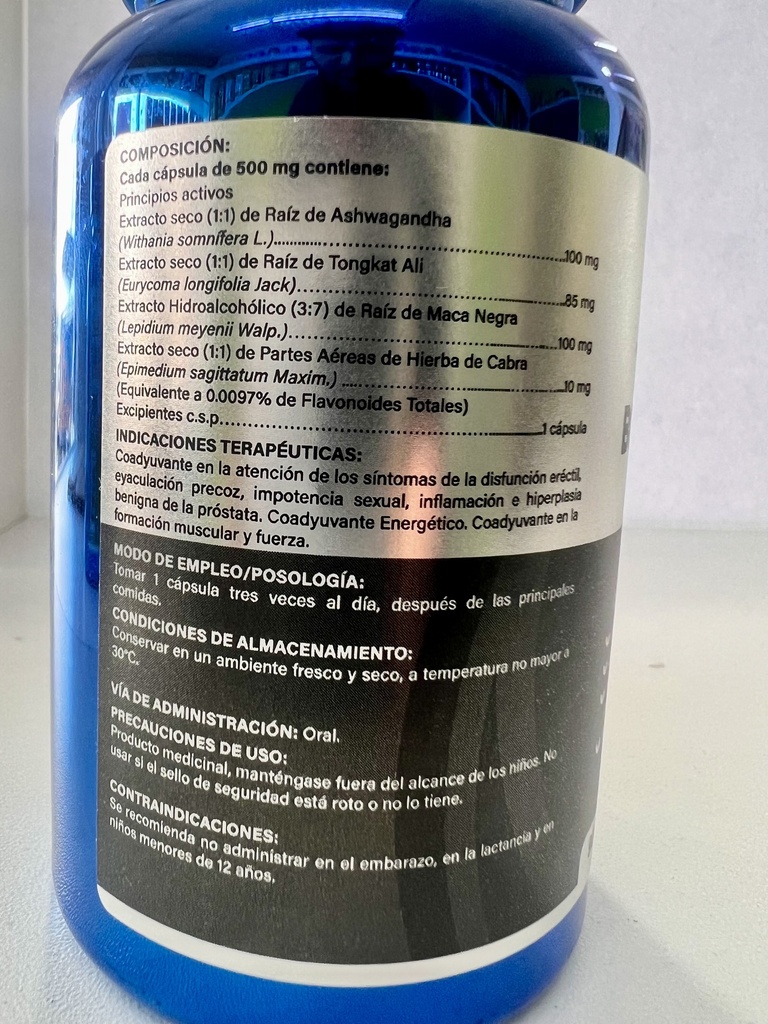 COMPOSICIÓN:
Cada cápsula de 500 mg contiene:
Principios activos
Extracto seco (1:1) de Raíz de Ashwagandha
(Withania somnífera L.)..............................................100 mg
Extracto seco (1:1) de Raíz de Tongkat Ali
(Eurycoma longifolia Jack)..........................................85 mg
Extracto Hidroalcohólico (3:7) de Raíz de Maca Negra
(Lepidium meyenii Walp.)..........................................100 mg
Extracto seco (1:1) de Partes Aéreas de Hierba de Cabra
(Epimedium sagittatum Maxim.) ..................................10 mg
(Equivalente a 0.0097% de Flavonoides Totales)
Excipientes c.s.p....................................................1 cápsula
INDICACIONES TERAPÉUTICAS:
Coadyuvante en la atención de los síntomas de la disfunción eréctil,
eyaculación precoz, impotencia sexual, inflamación e hiperplasia
benigna de la próstata. Coadyuvante Energético. Coadyuvante en la
formación muscular y fuerza.
MODO DE EMPLEO/POSOLOGÍA:
Tomar 1 cápsula tres veces al día, después de las principales
comidas.
CONDICIONES DE ALMACENAMIENTO:
Conservar en un ambiente fresco y seco, a temperatura no mayor a
30°C.
VÍA DE ADMINISTRACIÓN: Oral.
PRECAUCIONES DE USO:
Producto medicinal, manténgase fuera del alcance de los niños. No
usar si el sello de seguridad está roto o no lo tiene.
CONTRAINDICACIONES:
Se recomienda no administrar en el embarazo, en la lactancia y en
niños menores de 12 años.